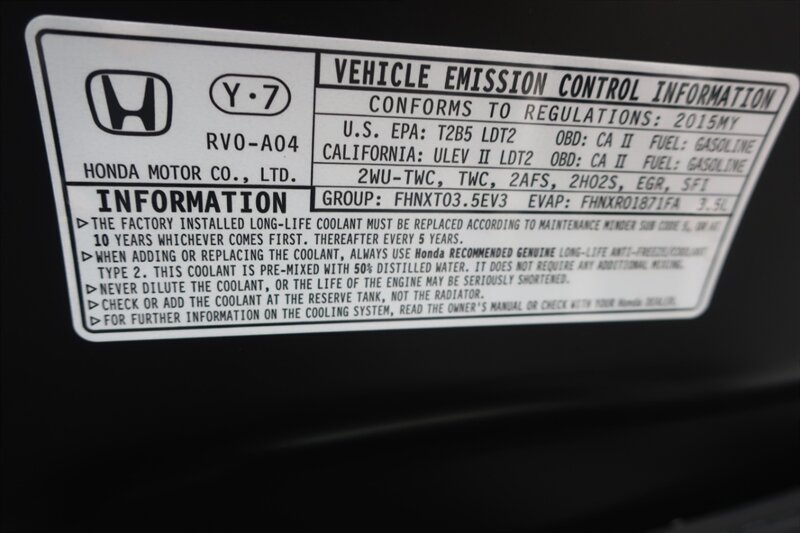 Y·7
RV0-A04
HONDA MOTOR CO., LTD.
VEHICLE EMISSION CONTROL INFORMATION
CONFORMS TO REGULATIONS: 2015MY
U.S. EPA: T2B5 LDT2 OBD: CA II FUEL: GASOLINE
CALIFORNIA: ULEV II LDT2 OBD: CA II FUEL: GASOLINE
2WU-TWC, TWC, 2AFS, 2HO2S, EGR, SFI
GROUP: FHNXT03.5EV3 EVAP: FHNXR01871FA 3.5L
INFORMATION
▷THE FACTORY INSTALLED LONG-LIFE COOLANT MUST BE REPLACED ACCORDING TO MAINTENANCE MINDER SUB CODE 5, OR AT
10 YEARS WHICHEVER COMES FIRST. THEREAFTER EVERY 5 YEARS.
▷WHEN ADDING OR REPLACING THE COOLANT, ALWAYS USE Honda RECOMMENDED GENUINE LONG-LIFE ANTI-FREEZE/COOLANT
TYPE 2. THIS COOLANT IS PRE-MIXED WITH 50% DISTILLED WATER. IT DOES NOT REQUIRE ANY ADDITIONAL MIXING.
▷NEVER DILUTE THE COOLANT, OR THE LIFE OF THE ENGINE MAY BE SERIOUSLY SHORTENED.
▷CHECK OR ADD THE COOLANT AT THE RESERVE TANK, NOT THE RADIATOR.
▷FOR FURTHER INFORMATION ON THE COOLING SYSTEM, READ THE OWNER'S MANUAL OR CHECK WITH YOUR Honda DEALER.